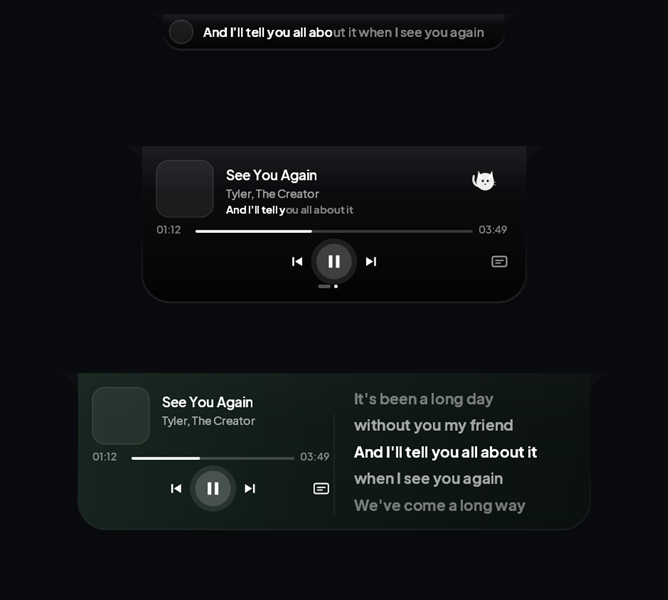 And I'll tell you all about it when I see you again
See You Again
Tyler, The Creator
And I'll tell you all about it
01:12
03:49
See You Again
Tyler, The Creator
01:12
03:49
It's been a long day
without you my friend
And I'll tell you all about it
when I see you again
We've come a long way